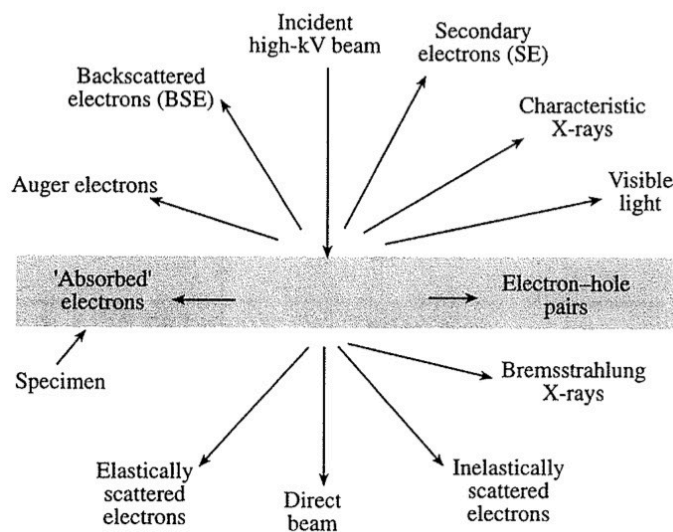 Incident
high-kV beam
Secondary
electrons (SE)
Backscattered
electrons (BSE)
Characteristic
X-rays
Auger electrons
Visible
light
'Absorbed'
electrons
Electron–hole
pairs
Specimen
Bremsstrahlung
X-rays
Elastically
scattered
electrons
Direct
beam
Inelastically
scattered
electrons